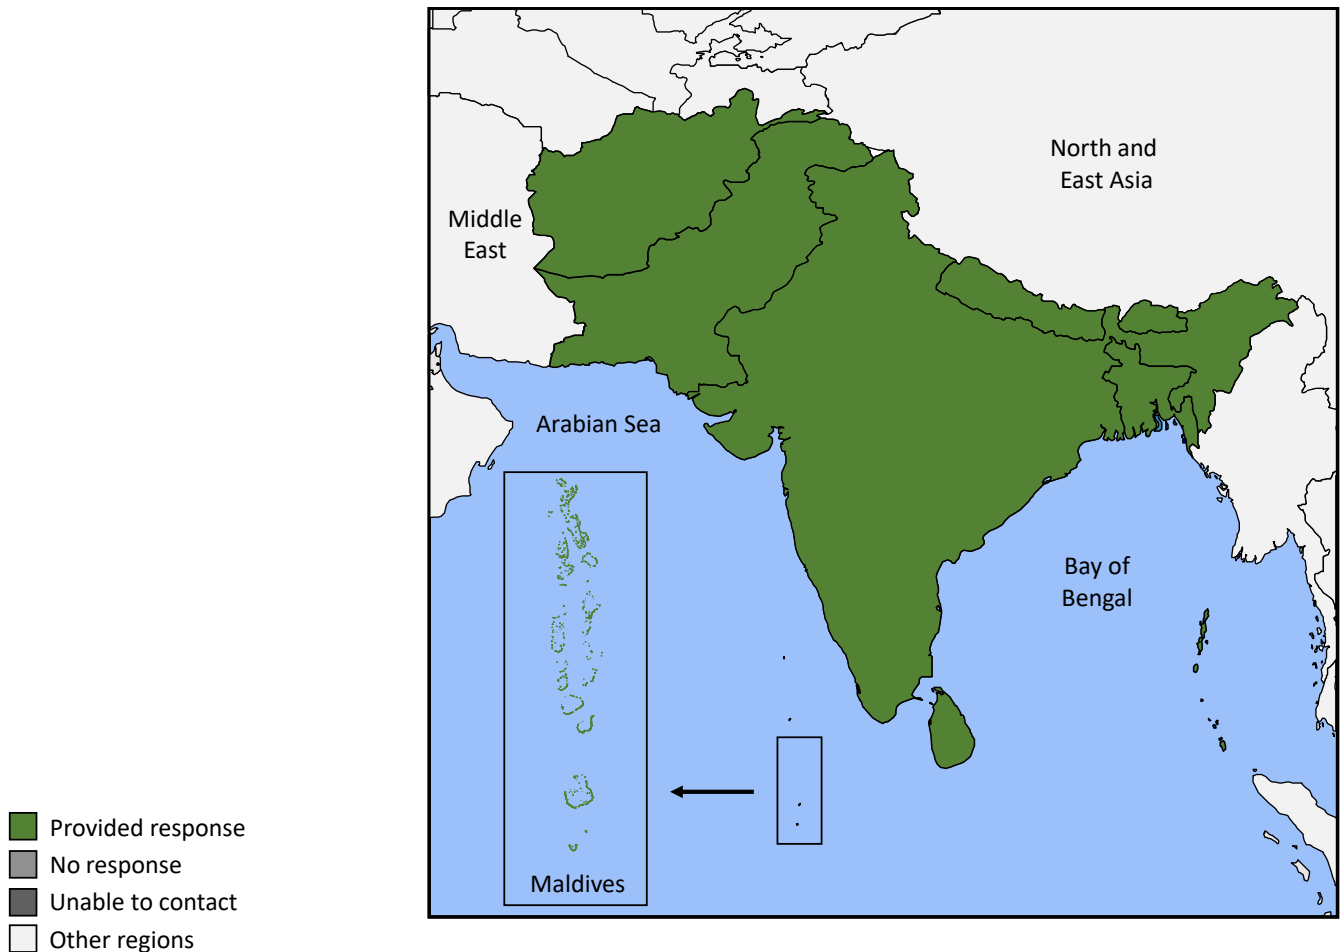 North and
East Asia
Middle
East
Arabian Sea
Bay of
Bengal
Maldives
Provided response
No response
Unable to contact
Other regions